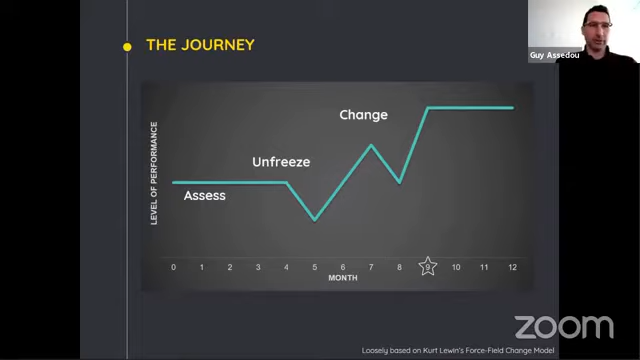 THE JOURNEY
Guy Assedou
Change
Unfreeze
Assess
LEVEL OF PERFORMANCE
0 1 2 3 4 5 6 7 8 9 10 11 12
MONTH
zoom
Loosely based on Kurt Lewin's Force-Field Change Model